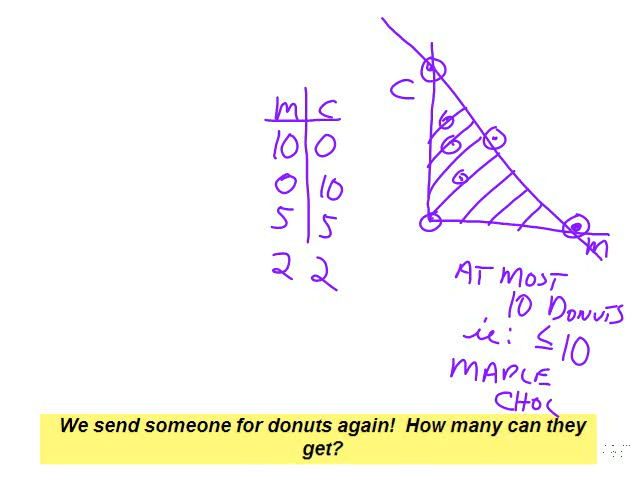 C
M C
10 0
0 10
5 5
2 2
M
AT MOST
10 DONUTS
ie: ≤ 10
MAPLE
CHOC
We send someone for donuts again! How many can they
get?